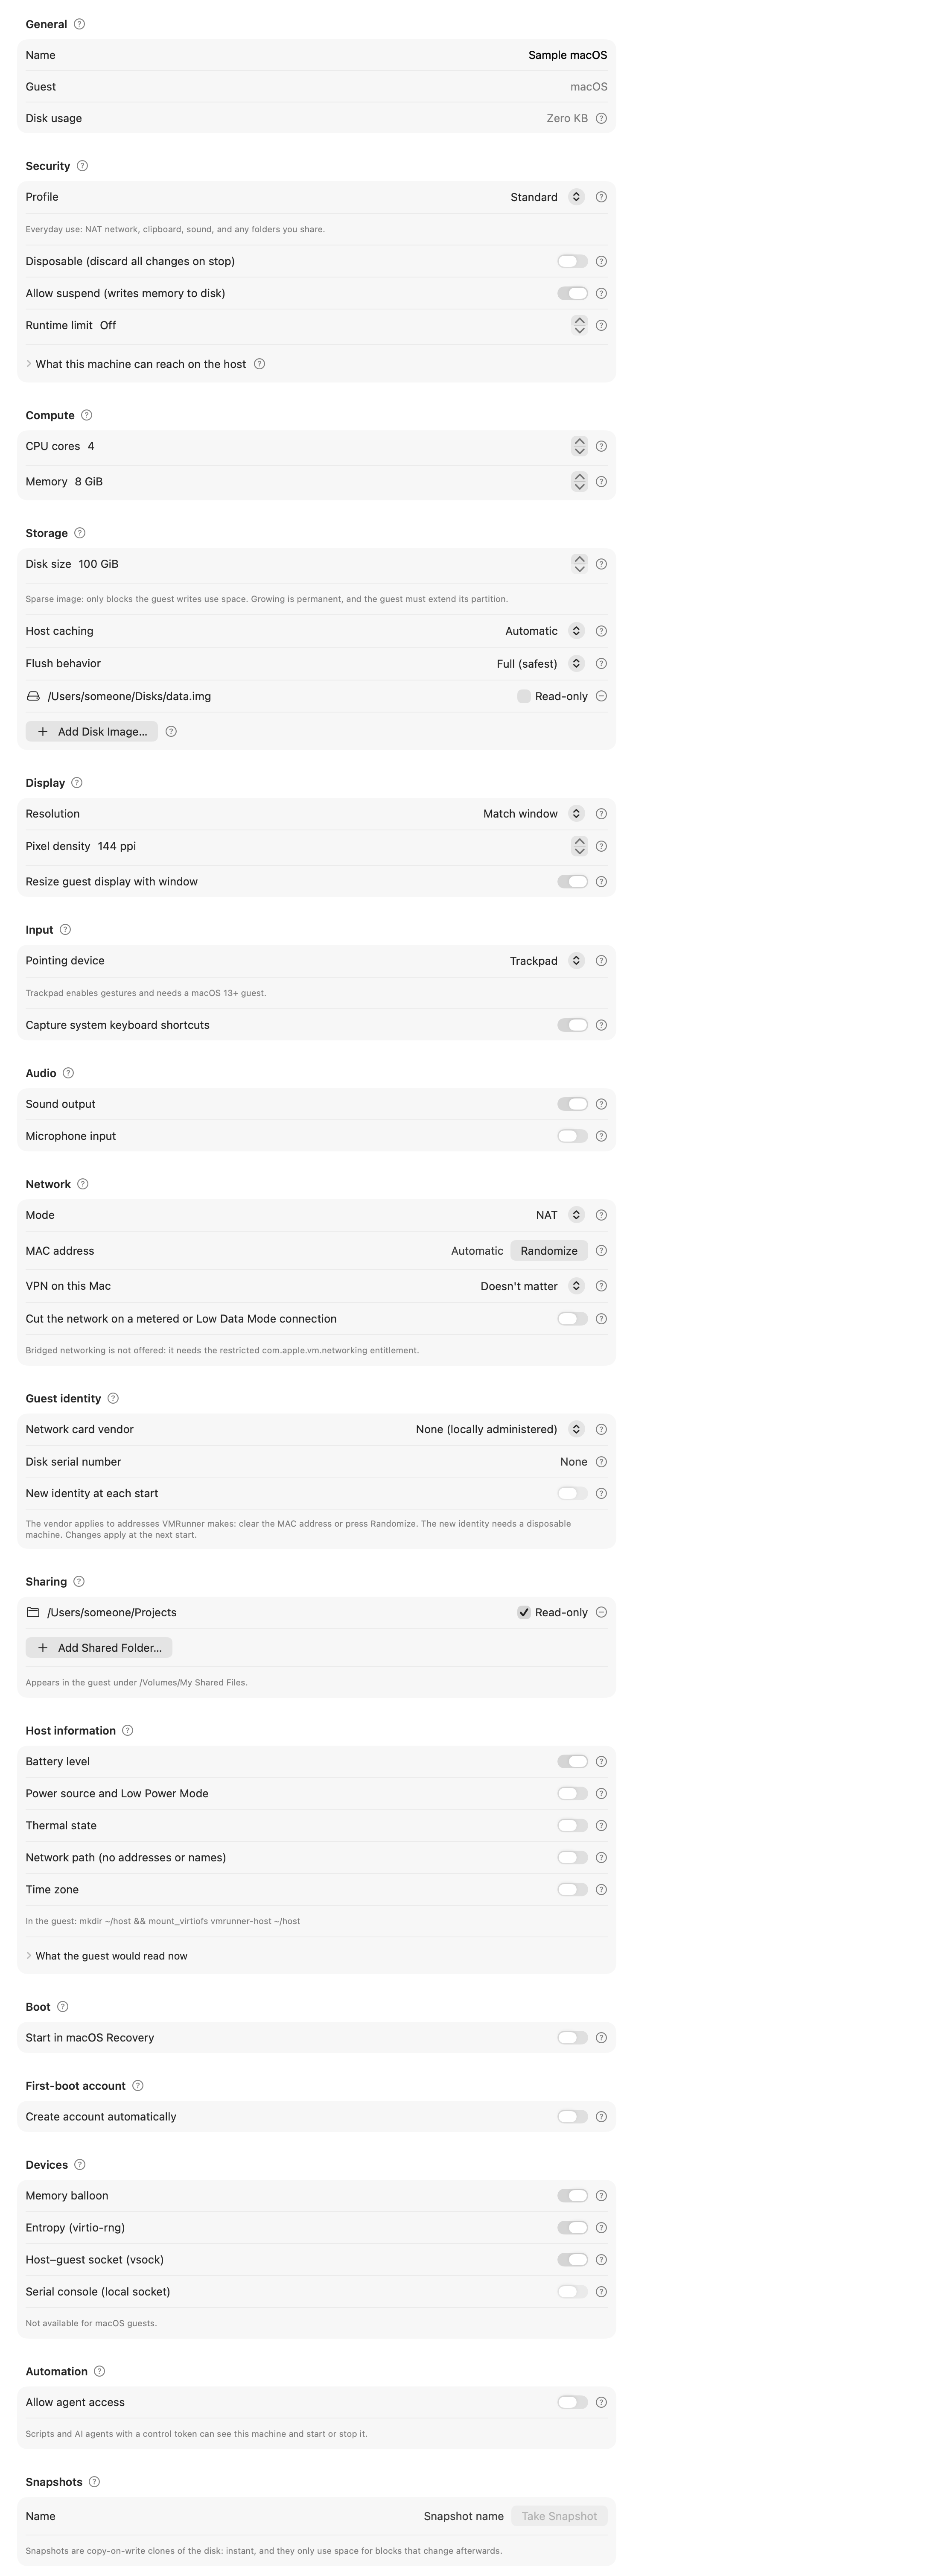 General
Name Sample macOS
Guest macOS
Disk usage Zero KB
Security
Profile Standard
Everyday use: NAT network, clipboard, sound, and any folders you share.
Disposable (discard all changes on stop)
Allow suspend (writes memory to disk)
Runtime limit Off
What this machine can reach on the host
Compute
CPU cores 4
Memory 8 GiB
Storage
Disk size 100 GiB
Sparse image: only blocks the guest writes use space. Growing is permanent, and the guest must extend its partition.
Host caching Automatic
Flush behavior Full (safest)
/Users/someone/Disks/data.img Read-only
Add Disk Image...
Display
Resolution Match window
Pixel density 144 ppi
Resize guest display with window
Input
Pointing device Trackpad
Trackpad enables gestures and needs a macOS 13+ guest.
Capture system keyboard shortcuts
Audio
Sound output
Microphone input
Network
Mode NAT
MAC address Automatic Randomize
VPN on this Mac Doesn't matter
Cut the network on a metered or Low Data Mode connection
Bridged networking is not offered: it needs the restricted com.apple.vm.networking entitlement.
Guest identity
Network card vendor None (locally administered)
Disk serial number None
New identity at each start
The vendor applies to addresses VMRunner makes: clear the MAC address or press Randomize. The new identity needs a disposable
machine. Changes apply at the next start.
Sharing
/Users/someone/Projects Read-only
Add Shared Folder...
Appears in the guest under /Volumes/My Shared Files.
Host information
Battery level
Power source and Low Power Mode
Thermal state
Network path (no addresses or names)
Time zone
In the guest: mkdir ~/host && mount_virtiofs vmrunner-host ~/host
What the guest would read now
Boot
Start in macOS Recovery
First-boot account
Create account automatically
Devices
Memory balloon
Entropy (virtio-rng)
Host–guest socket (vsock)
Serial console (local socket)
Not available for macOS guests.
Automation
Allow agent access
Scripts and AI agents with a control token can see this machine and start or stop it.
Snapshots
Name Snapshot name Take Snapshot
Snapshots are copy-on-write clones of the disk: instant, and they only use space for blocks that change afterwards.